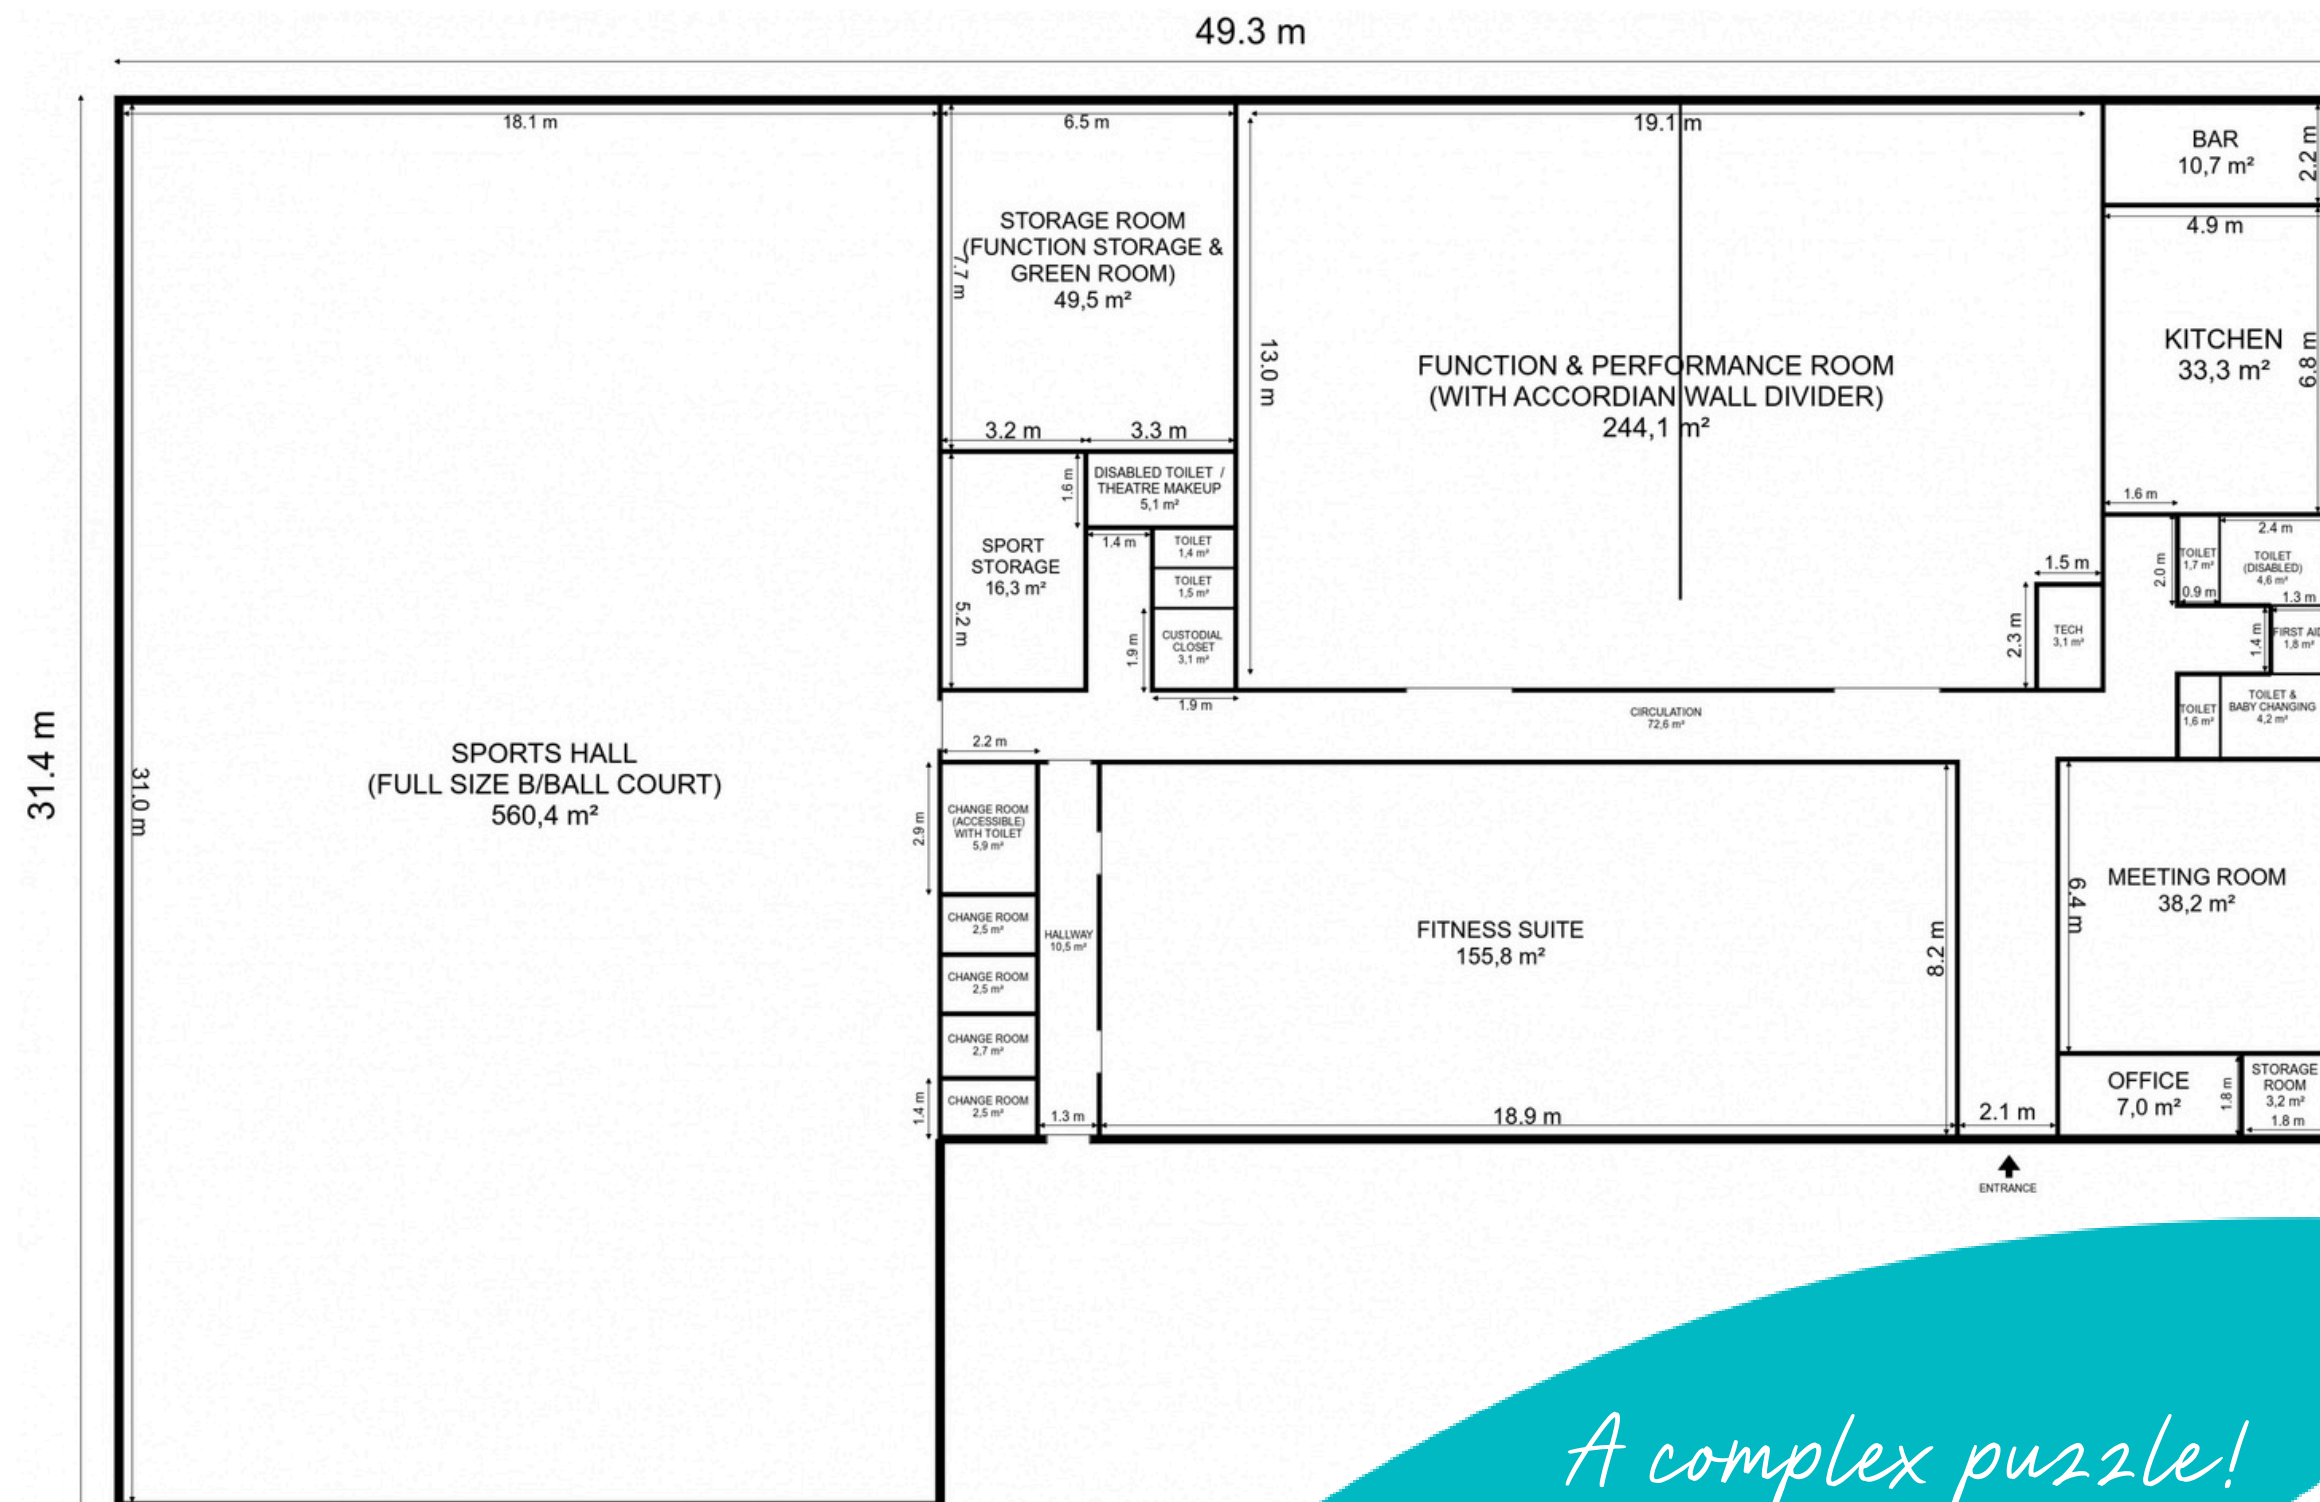 49.3 m
18.1 m
6.5 m
19.1 m
BAR
10,7 m²
2.2 m
4.9 m
STORAGE ROOM
(FUNCTION STORAGE &
GREEN ROOM)
49,5 m²
7.7 m
13.0 m
FUNCTION & PERFORMANCE ROOM
(WITH ACCORDIAN WALL DIVIDER)
244,1 m²
KITCHEN
33,3 m²
6.8 m
3.2 m
3.3 m
1.6 m
DISABLED TOILET /
THEATRE MAKEUP
5,1 m²
1.6 m
SPORT
STORAGE
16,3 m²
5.2 m
1.4 m
TOILET
1,4 m²
TOILET
1,5 m²
1.9 m
CUSTODIAL
CLOSET
3,1 m²
1.9 m
1.5 m
2.3 m
TECH
3,1 m²
2.0 m
TOILET
1,7 m²
0.9 m
2.4 m
TOILET
(DISABLED)
4,6 m²
1.3 m
1.4 m
FIRST AID
1,8 m²
TOILET
1,6 m²
TOILET &
BABY CHANGING
4,2 m²
CIRCULATION
72,6 m²
31.4 m
31.0 m
SPORTS HALL
(FULL SIZE B/BALL COURT)
560,4 m²
2.2 m
2.9 m
CHANGE ROOM
(ACCESSIBLE)
WITH TOILET
5,9 m²
CHANGE ROOM
2,5 m²
CHANGE ROOM
2,5 m²
CHANGE ROOM
2,7 m²
1.4 m
CHANGE ROOM
2,5 m²
HALLWAY
10,5 m²
1.3 m
FITNESS SUITE
155,8 m²
8.2 m
18.9 m
2.1 m
6.4 m
MEETING ROOM
38,2 m²
OFFICE
7,0 m²
1.8 m
STORAGE
ROOM
3,2 m²
1.8 m
ENTRANCE
A complex puzzle!